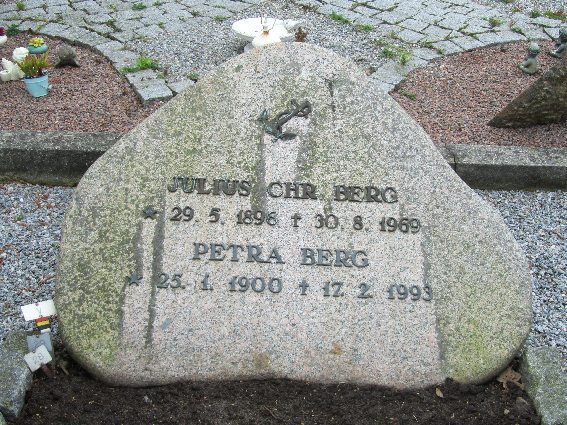 JULIUS CHR BERG
* 29. 5. 1896 † 30. 8. 1969
PETRA BERG
* 25. 1. 1900 † 17. 2. 1993